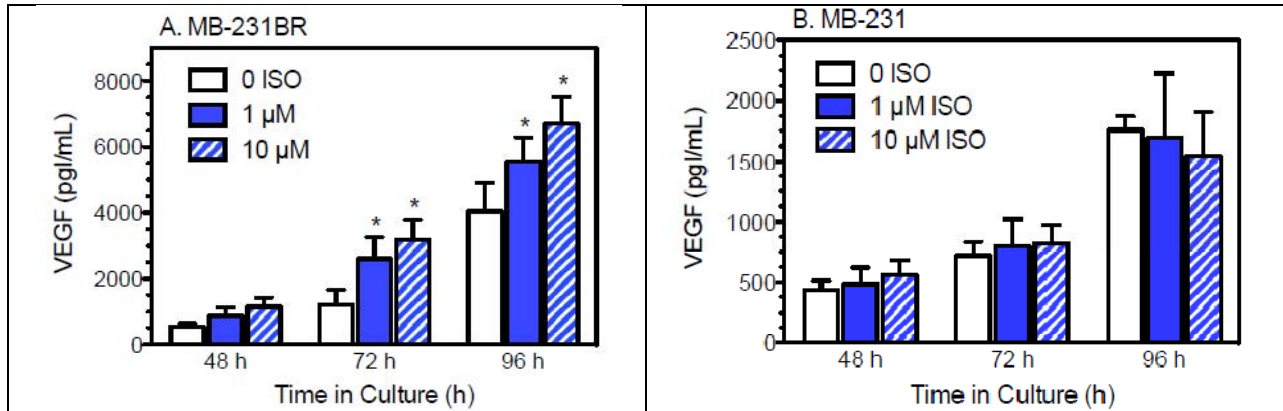 A. MB-231BR
8000
6000
4000
2000
0
VEGF (pgl/mL)
0 ISO
1 µM
10 µM
*
*
*
*
48 h
72 h
96 h
Time in Culture (h)
B. MB-231
2500
2000
1500
1000
500
0
VEGF (pgl/mL)
0 ISO
1 µM ISO
10 µM ISO
48 h
72 h
96 h
Time in Culture (h)